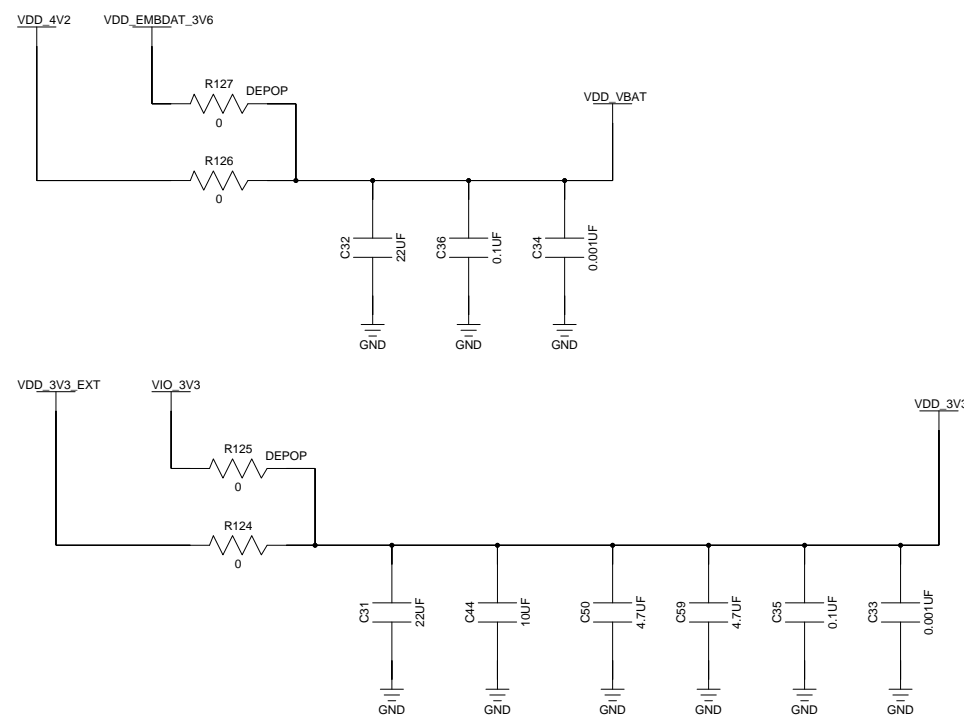 VDD_4V2
VDD_EMBDAT_3V6
R127
DEPOP
0
VDD_VBAT
R126
0
C32
22UF
C36
0.1UF
C34
0.001UF
GND
GND
GND
VDD_3V3_EXT
VIO_3V3
VDD_3V3
R125
DEPOP
0
R124
0
C31
22UF
C44
10UF
C50
4.7UF
C59
4.7UF
C35
0.1UF
C33
0.001UF
GND
GND
GND
GND
GND
GND